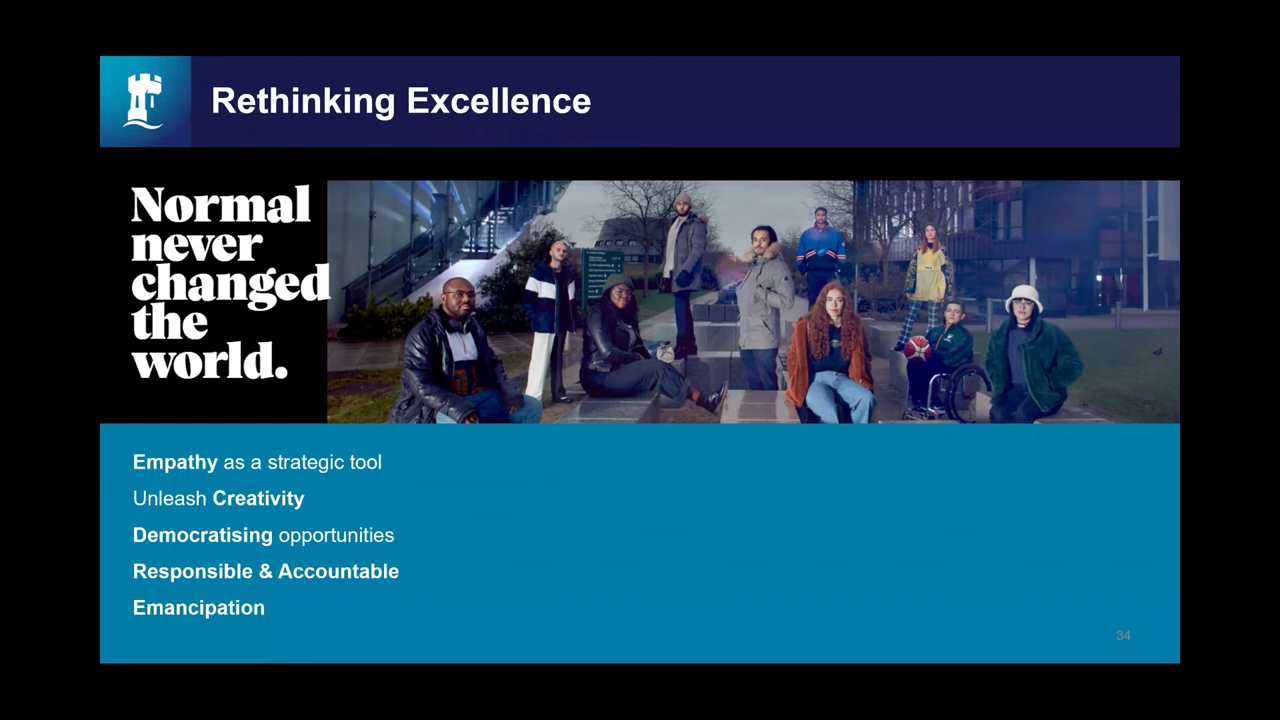 Rethinking Excellence
Normal
never
changed
the
world.
Empathy as a strategic tool
Unleash Creativity
Democratising opportunities
Responsible & Accountable
Emancipation
34